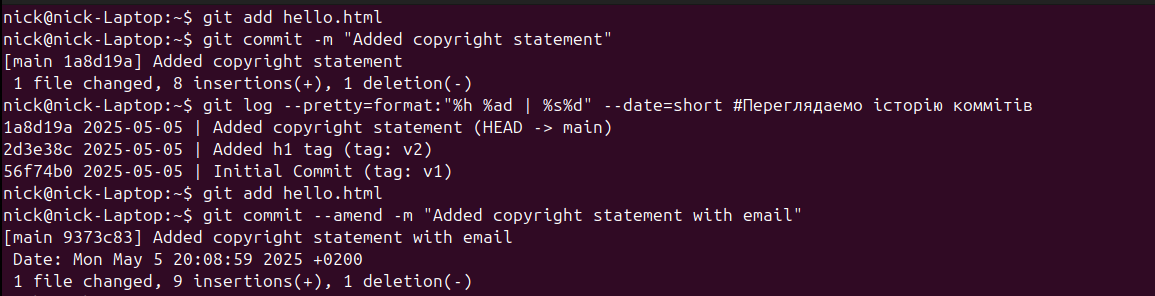 nick@nick-Laptop:~$ git add hello.html
nick@nick-Laptop:~$ git commit -m "Added copyright statement"
[main 1a8d19a] Added copyright statement
 1 file changed, 8 insertions(+), 1 deletion(-)
nick@nick-Laptop:~$ git log --pretty=format:"%h %ad | %s%d" --date=short #Переглядаемо історію коммітів
1a8d19a 2025-05-05 | Added copyright statement (HEAD -> main)
2d3e38c 2025-05-05 | Added h1 tag (tag: v2)
56f74b0 2025-05-05 | Initial Commit (tag: v1)
nick@nick-Laptop:~$ git add hello.html
nick@nick-Laptop:~$ git commit --amend -m "Added copyright statement with email"
[main 9373c83] Added copyright statement with email
 Date: Mon May 5 20:08:59 2025 +0200
 1 file changed, 9 insertions(+), 1 deletion(-)